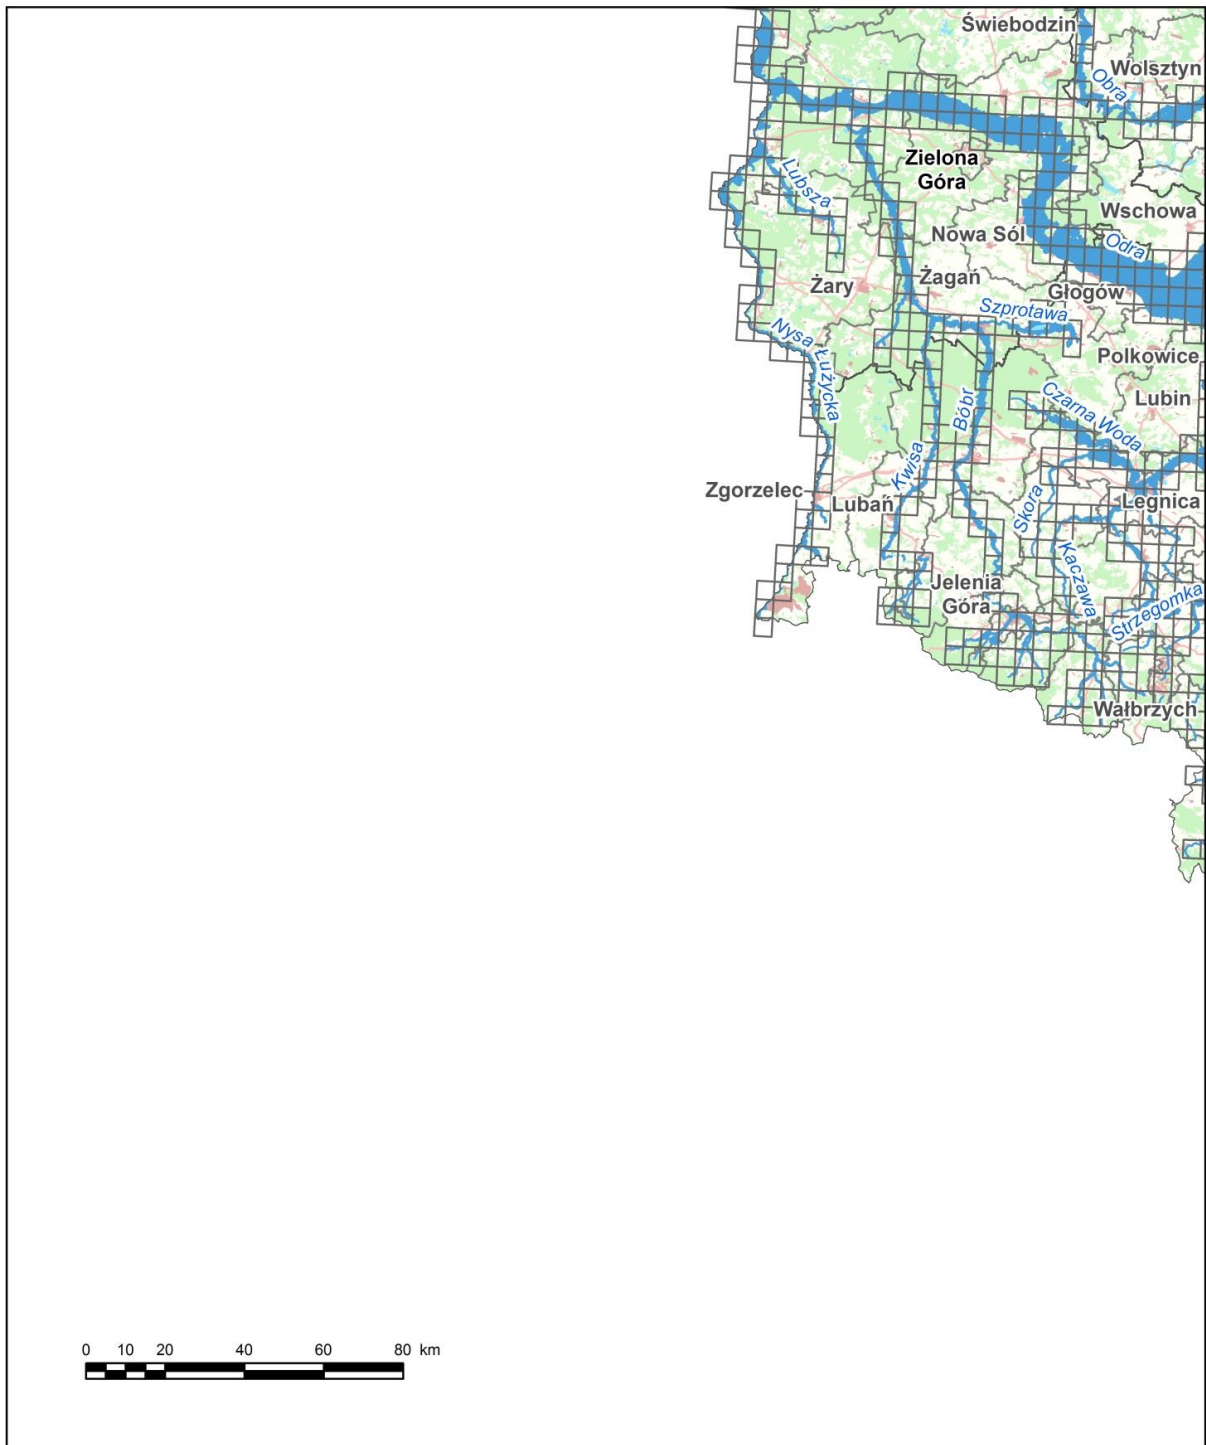 Świebodzin
Wolsztyn
Obra
Zielona
Góra
Lubsza
Wschowa
Nowa Sól
Odra
Żary
Żagań
Głogów
Szprotawa
Nysa Łużycka
Polkowice
Lubin
Czarna Woda
Bóbr
Kwisa
Zgorzelec
Lubań
Skora
Legnica
Kaczawa
Jelenia
Góra
Strzegomka
Wałbrzych
0 10 20 40 60 80 km